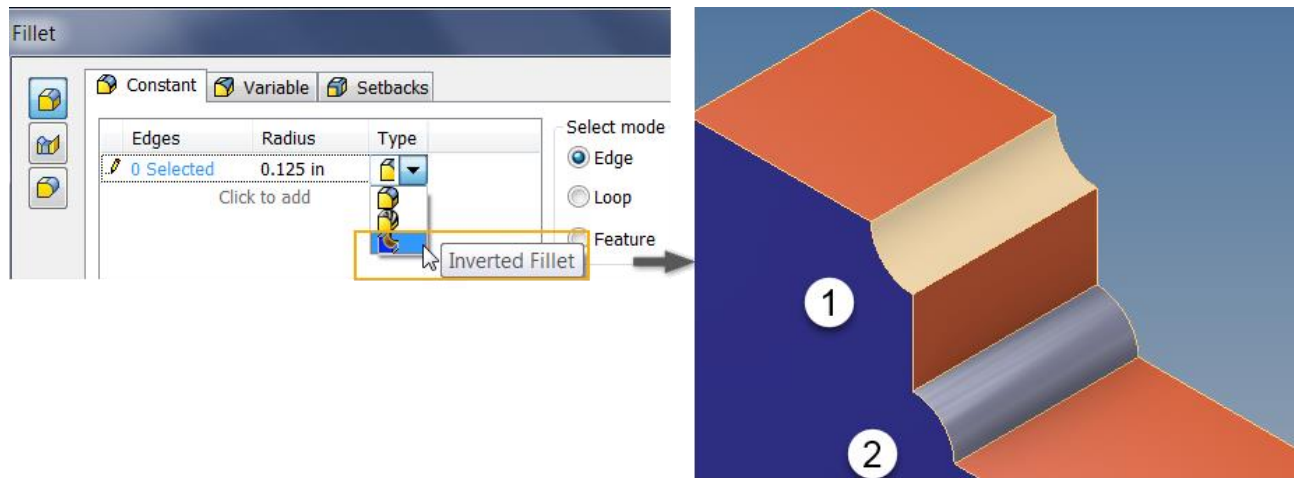 Fillet
Constant Variable Setbacks
Edges Radius Type
0 Selected 0.125 in
Click to add
Select mode
Edge
Loop
Feature
Inverted Fillet
1
2